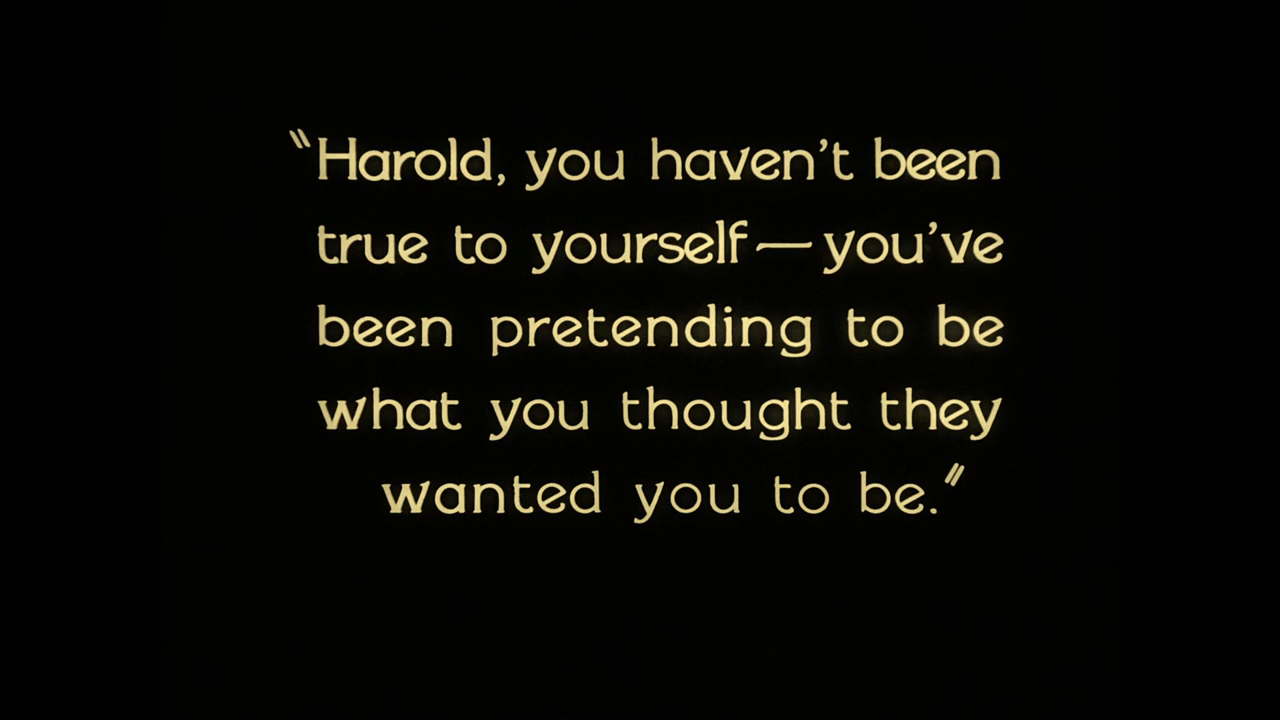 "Harold, you haven't been
true to yourself—you've
been pretending to be
what you thought they
wanted you to be."